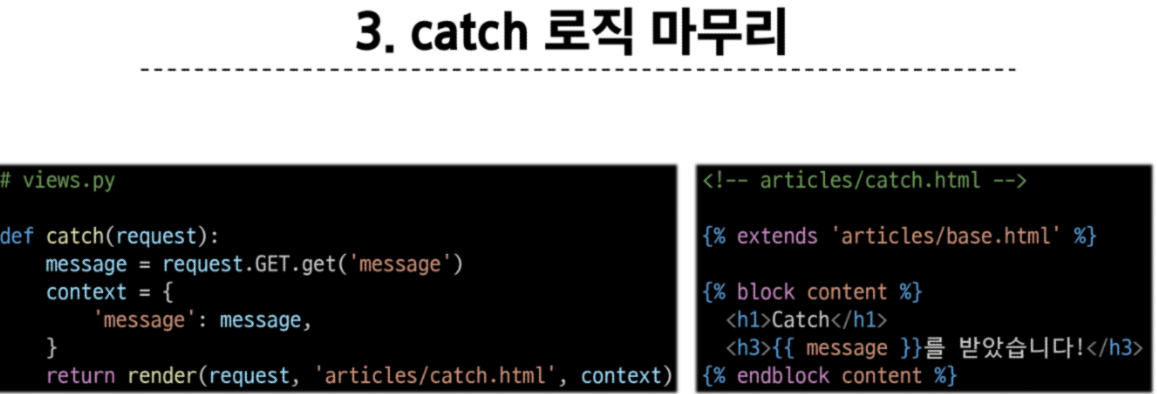 3. catch 로직 마무리
# views.py
def catch(request):
    message = request.GET.get('message')
    context = {
        'message': message,
    }
    return render(request, 'articles/catch.html', context)
<!-- articles/catch.html -->
{% extends 'articles/base.html' %}
{% block content %}
  <h1>Catch</h1>
  <h3>{{ message }}를 받았습니다!</h3>
{% endblock content %}